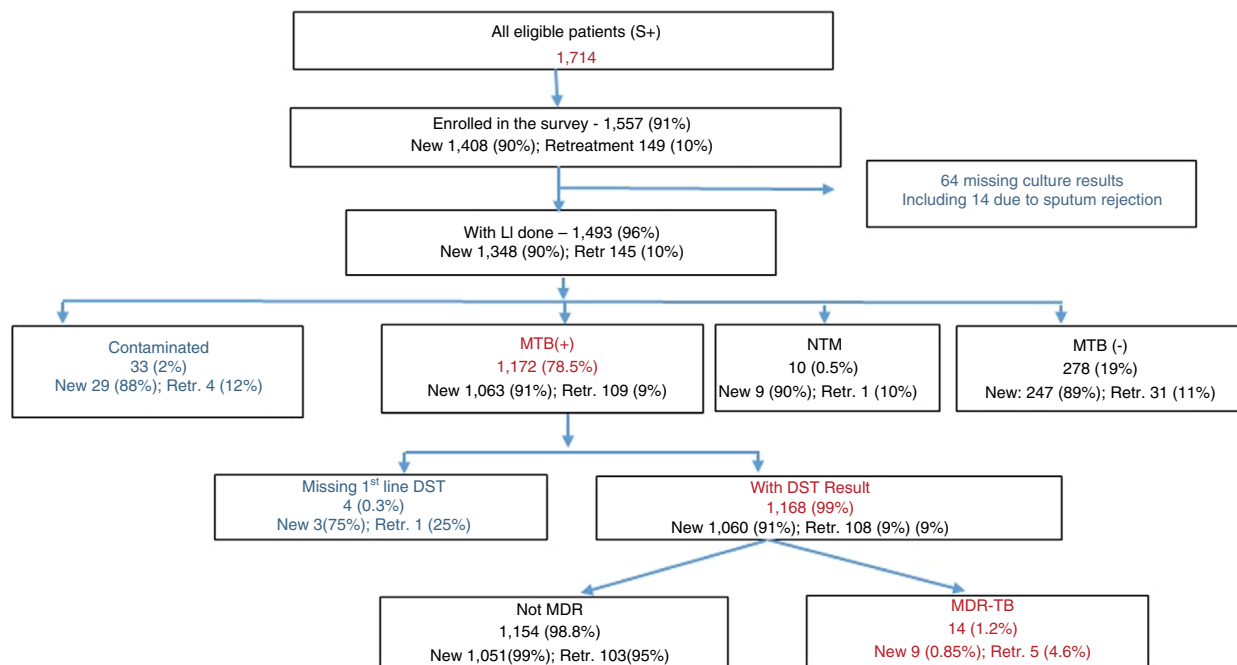 All eligible patients (S+)
1,714
Enrolled in the survey - 1,557 (91%)
New 1,408 (90%); Retreatment 149 (10%)
64 missing culture results
Including 14 due to sputum rejection
With LI done – 1,493 (96%)
New 1,348 (90%); Retr 145 (10%)
Contaminated
33 (2%)
New 29 (88%); Retr. 4 (12%)
MTB(+)
1,172 (78.5%)
New 1,063 (91%); Retr. 109 (9%)
NTM
10 (0.5%)
New 9 (90%); Retr. 1 (10%)
MTB (-)
278 (19%)
New: 247 (89%); Retr. 31 (11%)
Missing 1st line DST
4 (0.3%)
New 3(75%); Retr. 1 (25%)
With DST Result
1,168 (99%)
New 1,060 (91%); Retr. 108 (9%) (9%)
Not MDR
1,154 (98.8%)
New 1,051(99%); Retr. 103(95%)
MDR-TB
14 (1.2%)
New 9 (0.85%); Retr. 5 (4.6%)